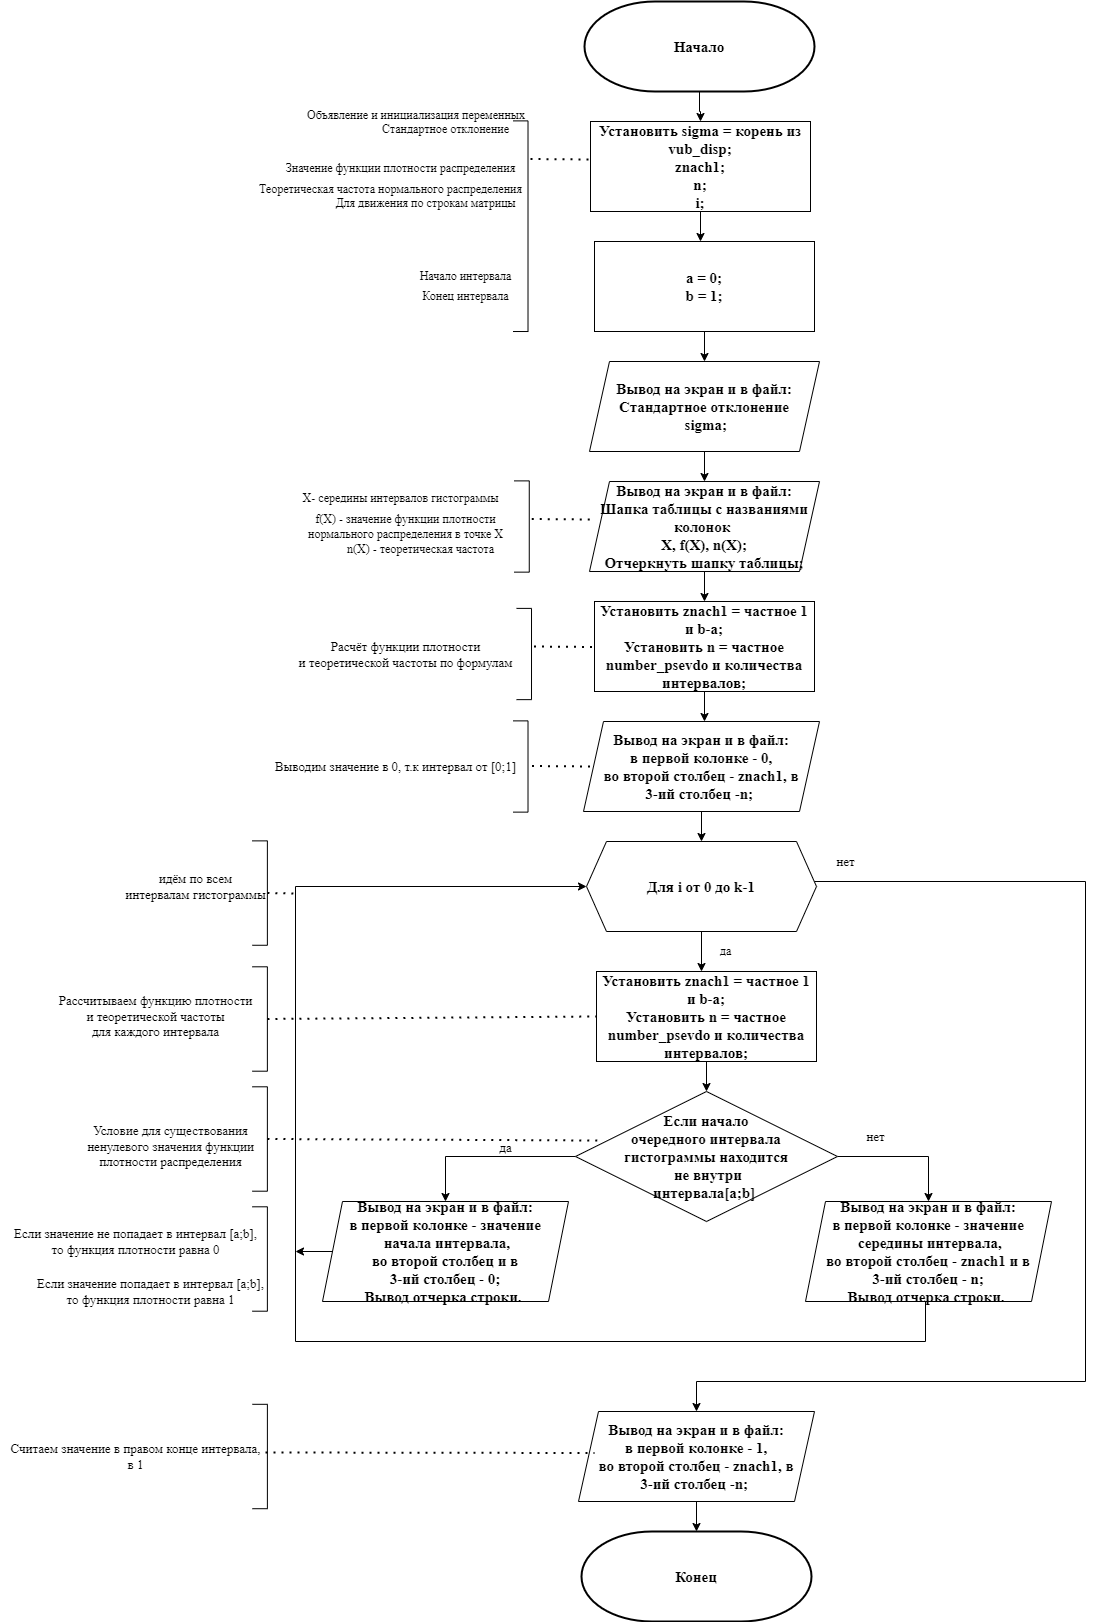 Начало
Объявление и инициализация переменных
Стандартное отклонение
Значение функции плотности распределения
Теоретическая частота нормального распределения
Для движения по строкам матрицы
Установить sigma = корень из
vub_disp;
znach1;
n;
i;
Начало интервала
Конец интервала
a = 0;
b = 1;
Вывод на экран и в файл:
Стандартное отклонение
sigma;
X- середины интервалов гистограммы
f(X) - значение функции плотности
нормального распределения в точке X
n(X) - теоретическая частота
Вывод на экран и в файл:
Шапка таблицы с названиями
колонок
X, f(X), n(X);
Отчеркнуть шапку таблицы;
Расчёт функции плотности
и теоретической частоты по формулам
Установить znach1 = частное 1
и b-a;
Установить n = частное
number_psevdo и количества
интервалов;
Выводим значение в 0, т.к интервал от [0;1]
Вывод на экран и в файл:
в первой колонке - 0,
во второй столбец - znach1, в
3-ий столбец -n;
идём по всем
интервалам гистограммы
Для i от 0 до k-1
нет
да
Рассчитываем функцию плотности
и теоретической частоты
для каждого интервала
Установить znach1 = частное 1
и b-a;
Установить n = частное
number_psevdo и количества
интервалов;
Условие для существования
ненулевого значения функции
плотности распределения
Если начало
очередного интервала
гистограммы находится
не внутри
интервала[a;b]
да
нет
Если значение не попадает в интервал [a;b],
то функция плотности равна 0
Если значение попадает в интервал [a;b],
то функция плотности равна 1
Вывод на экран и в файл:
в первой колонке - значение
начала интервала,
во второй столбец и в
3-ий столбец - 0;
Вывод отчерка строки.
Вывод на экран и в файл:
в первой колонке - значение
середины интервала,
во второй столбец - znach1 и в
3-ий столбец - n;
Вывод отчерка строки.
Считаем значение в правом конце интервала,
в 1
Вывод на экран и в файл:
в первой колонке - 1,
во второй столбец - znach1, в
3-ий столбец -n;
Конец